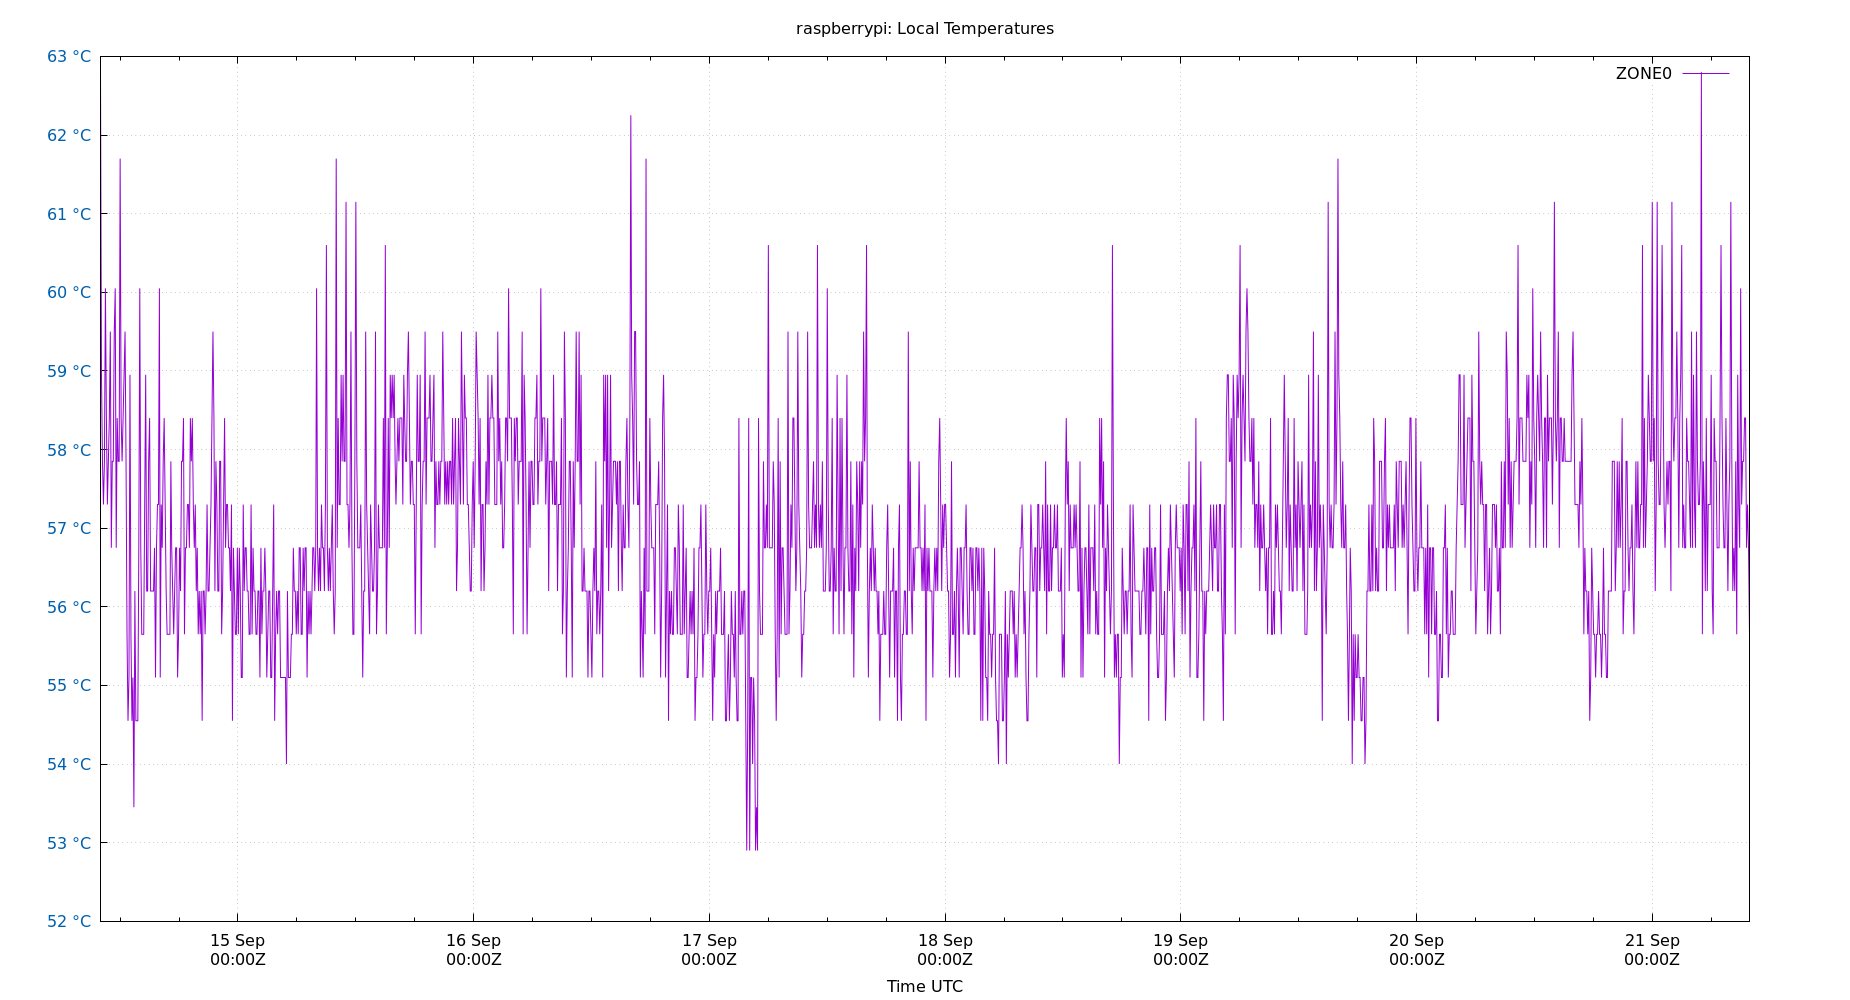 raspberrypi: Local Temperatures
63 °C
ZONE0
62 °C
61 °C
60 °C
59 °C
58 °C
57 °C
56 °C
55 °C
54 °C
53 °C
52 °C
15 Sep 16 Sep 17 Sep 18 Sep 19 Sep 20 Sep 21 Sep
00:00Z 00:00Z 00:00Z 00:00Z 00:00Z 00:00Z 00:00Z
Time UTC